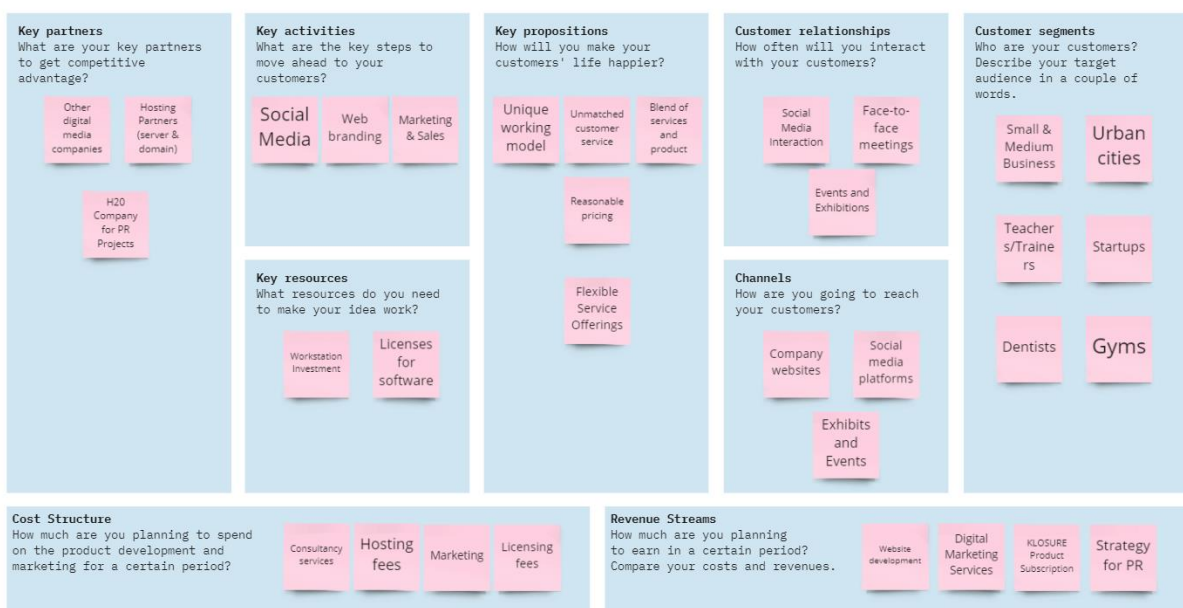 Key partners
What are your key partners
to get competitive
advantage?
Other
digital
media
companies
Hosting
Partners
(server &
domain)
H20
Company
for PR
Projects
Key activities
What are the key steps to
move ahead to your
customers?
Social
Media
Web
branding
Marketing
& Sales
Key resources
What resources do you need
to make your idea work?
Workstation
Investment
Licenses
for
software
Key propositions
How will you make your
customers' life happier?
Unique
working
model
Unmatched
customer
service
Blend of
services
and
product
Reasonable
pricing
Flexible
Service
Offerings
Customer relationships
How often will you interact
with your customers?
Social
Media
Interaction
Face-to-
face
meetings
Events and
Exhibitions
Channels
How are you going to reach
your customers?
Company
websites
Social
media
platforms
Exhibits
and
Events
Customer segments
Who are your customers?
Describe your target
audience in a couple of
words.
Small &
Medium
Business
Urban
cities
Teacher
s/Traine
rs
Startups
Dentists
Gyms
Cost Structure
How much are you planning to spend
on the product development and
marketing for a certain period?
Consultancy
services
Hosting
fees
Marketing
Licensing
fees
Revenue Streams
How much are you planning
to earn in a certain period?
Compare your costs and revenues.
Website
development
Digital
Marketing
Services
KLOSURE
Product
Subscription
Strategy
for PR